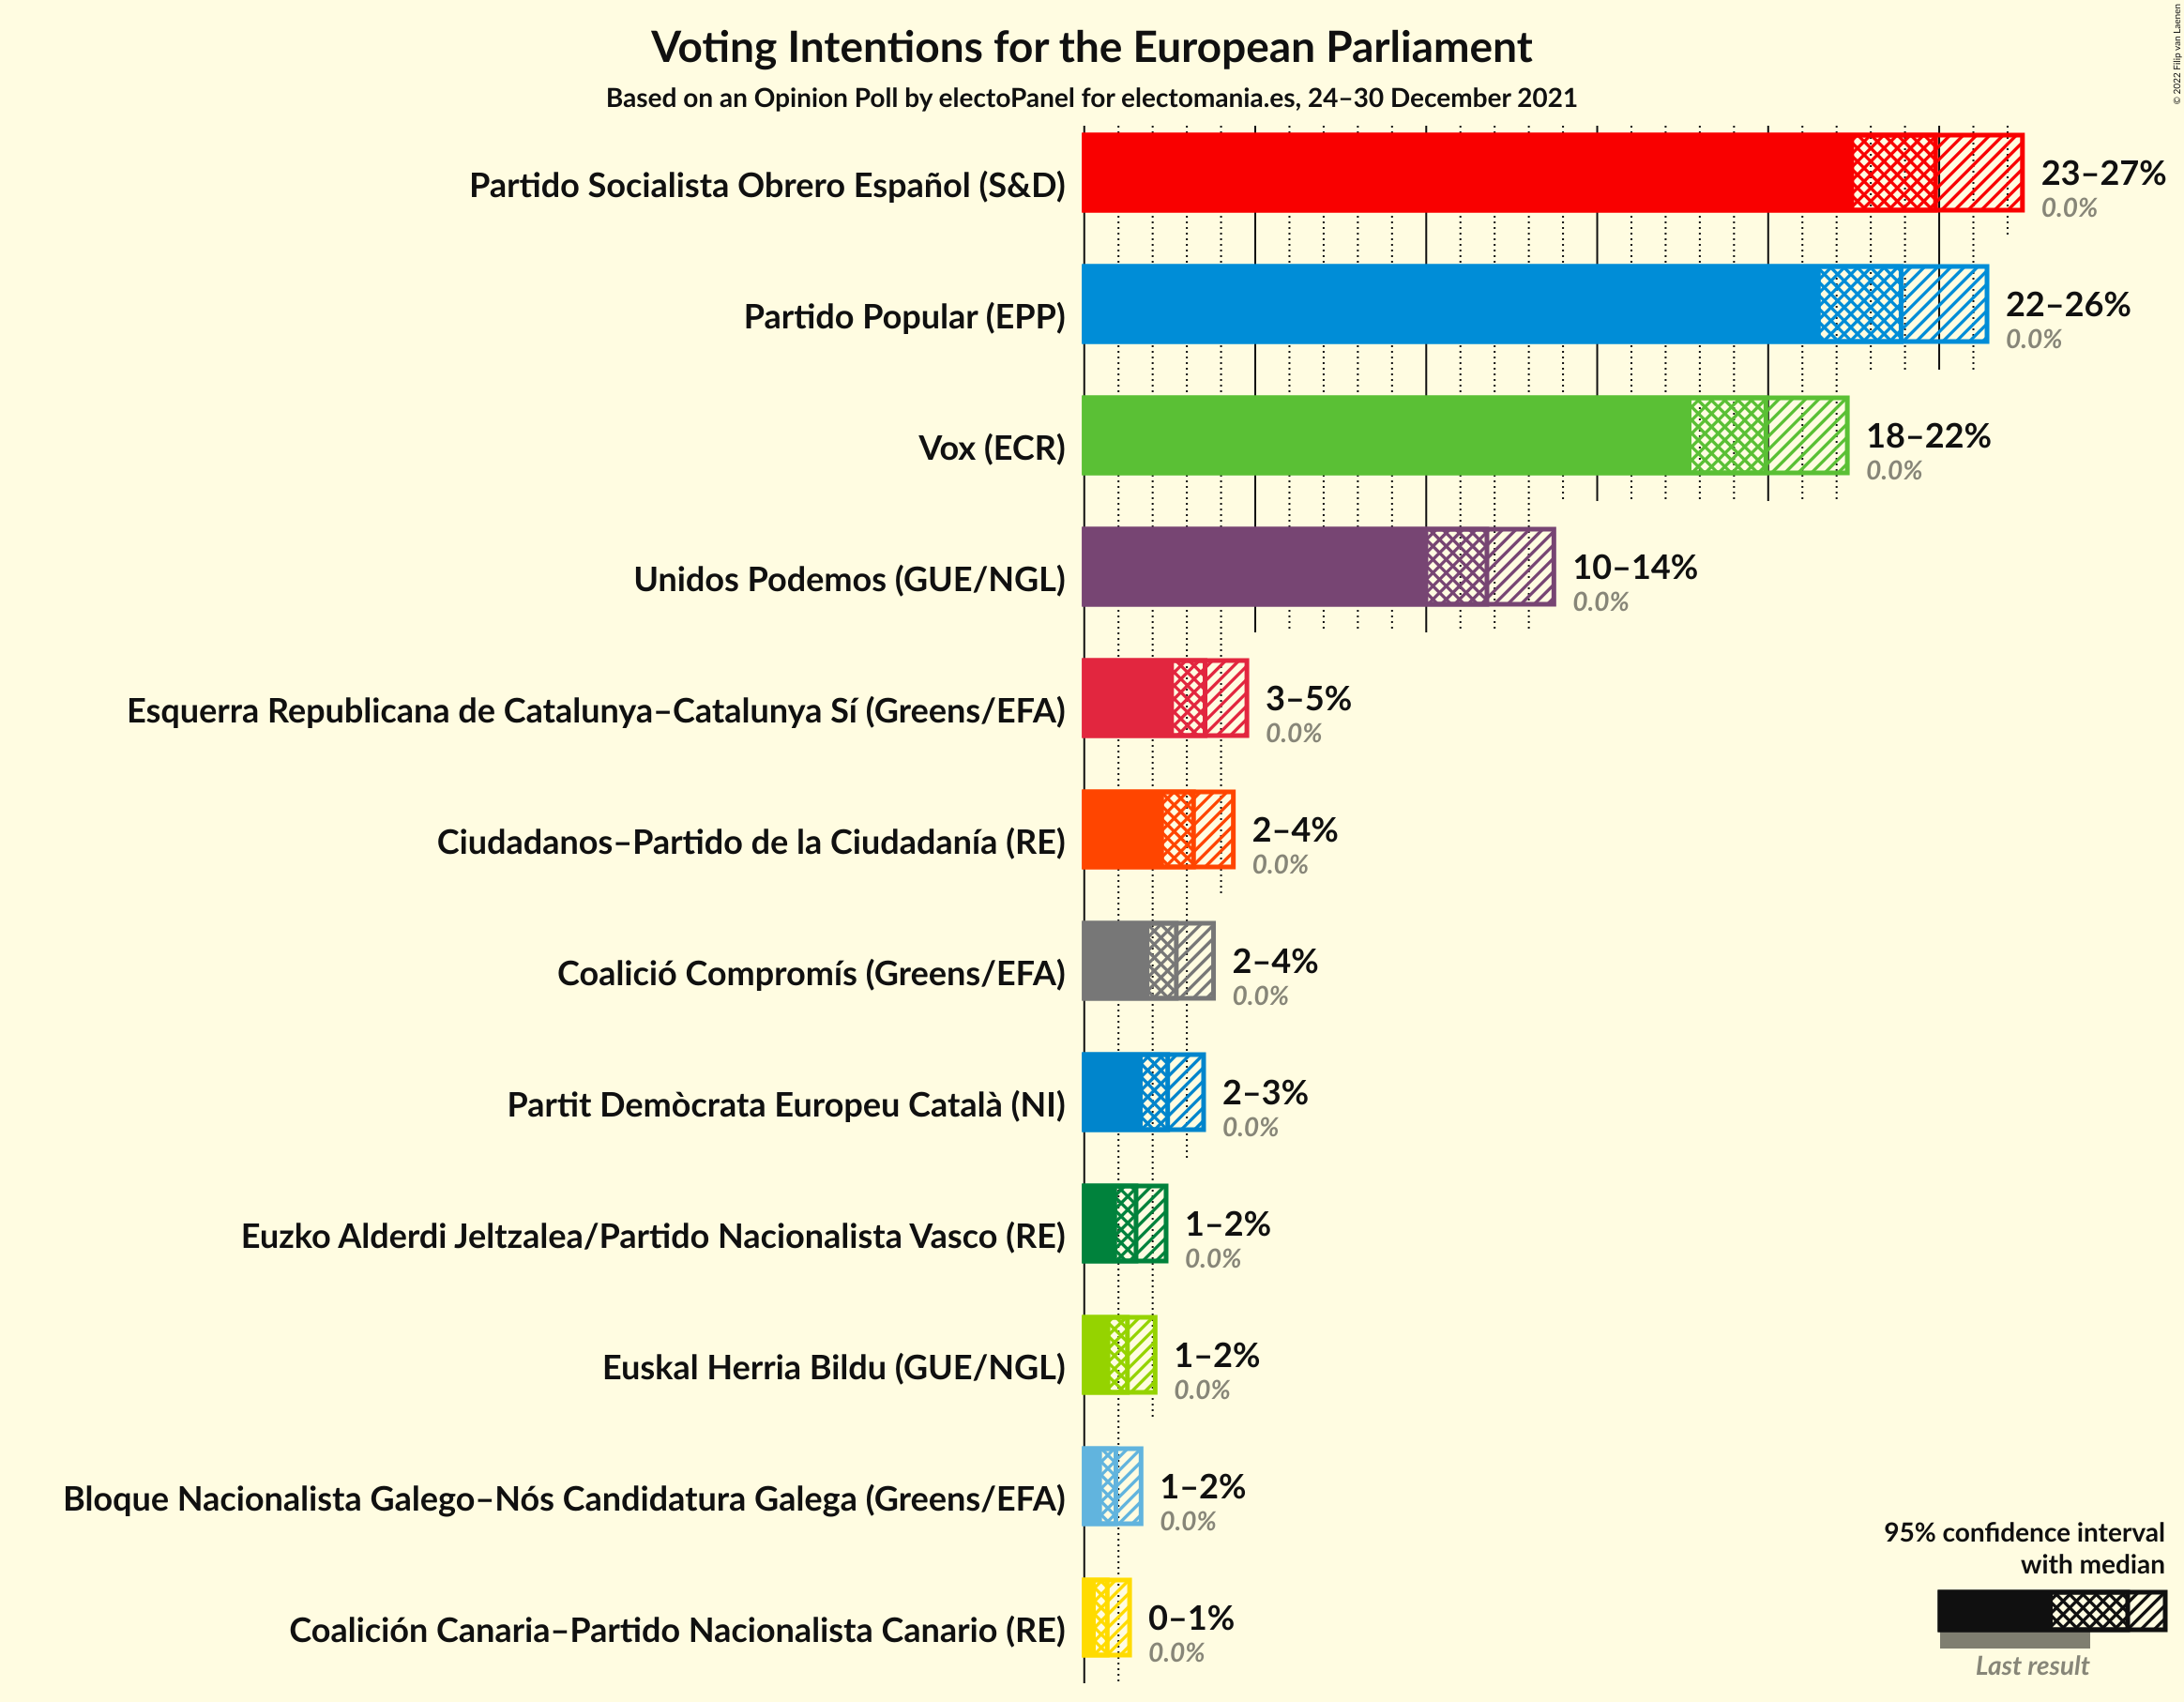 © 2022 Filip van Laenen
Voting Intentions for the European Parliament
Based on an Opinion Poll by electoPanel for electomania.es, 24–30 December 2021
Partido Socialista Obrero Español (S&D)
23–27%
0.0%
Partido Popular (EPP)
22–26%
0.0%
Vox (ECR)
18–22%
0.0%
Unidos Podemos (GUE/NGL)
10–14%
0.0%
Esquerra Republicana de Catalunya–Catalunya Sí (Greens/EFA)
3–5%
0.0%
Ciudadanos–Partido de la Ciudadanía (RE)
2–4%
0.0%
Coalició Compromís (Greens/EFA)
2–4%
0.0%
Partit Demòcrata Europeu Català (NI)
2–3%
0.0%
Euzko Alderdi Jeltzalea/Partido Nacionalista Vasco (RE)
1–2%
0.0%
Euskal Herria Bildu (GUE/NGL)
1–2%
0.0%
Bloque Nacionalista Galego–Nós Candidatura Galega (Greens/EFA)
1–2%
0.0%
Coalición Canaria–Partido Nacionalista Canario (RE)
0–1%
0.0%
95% confidence interval
with median
Last result